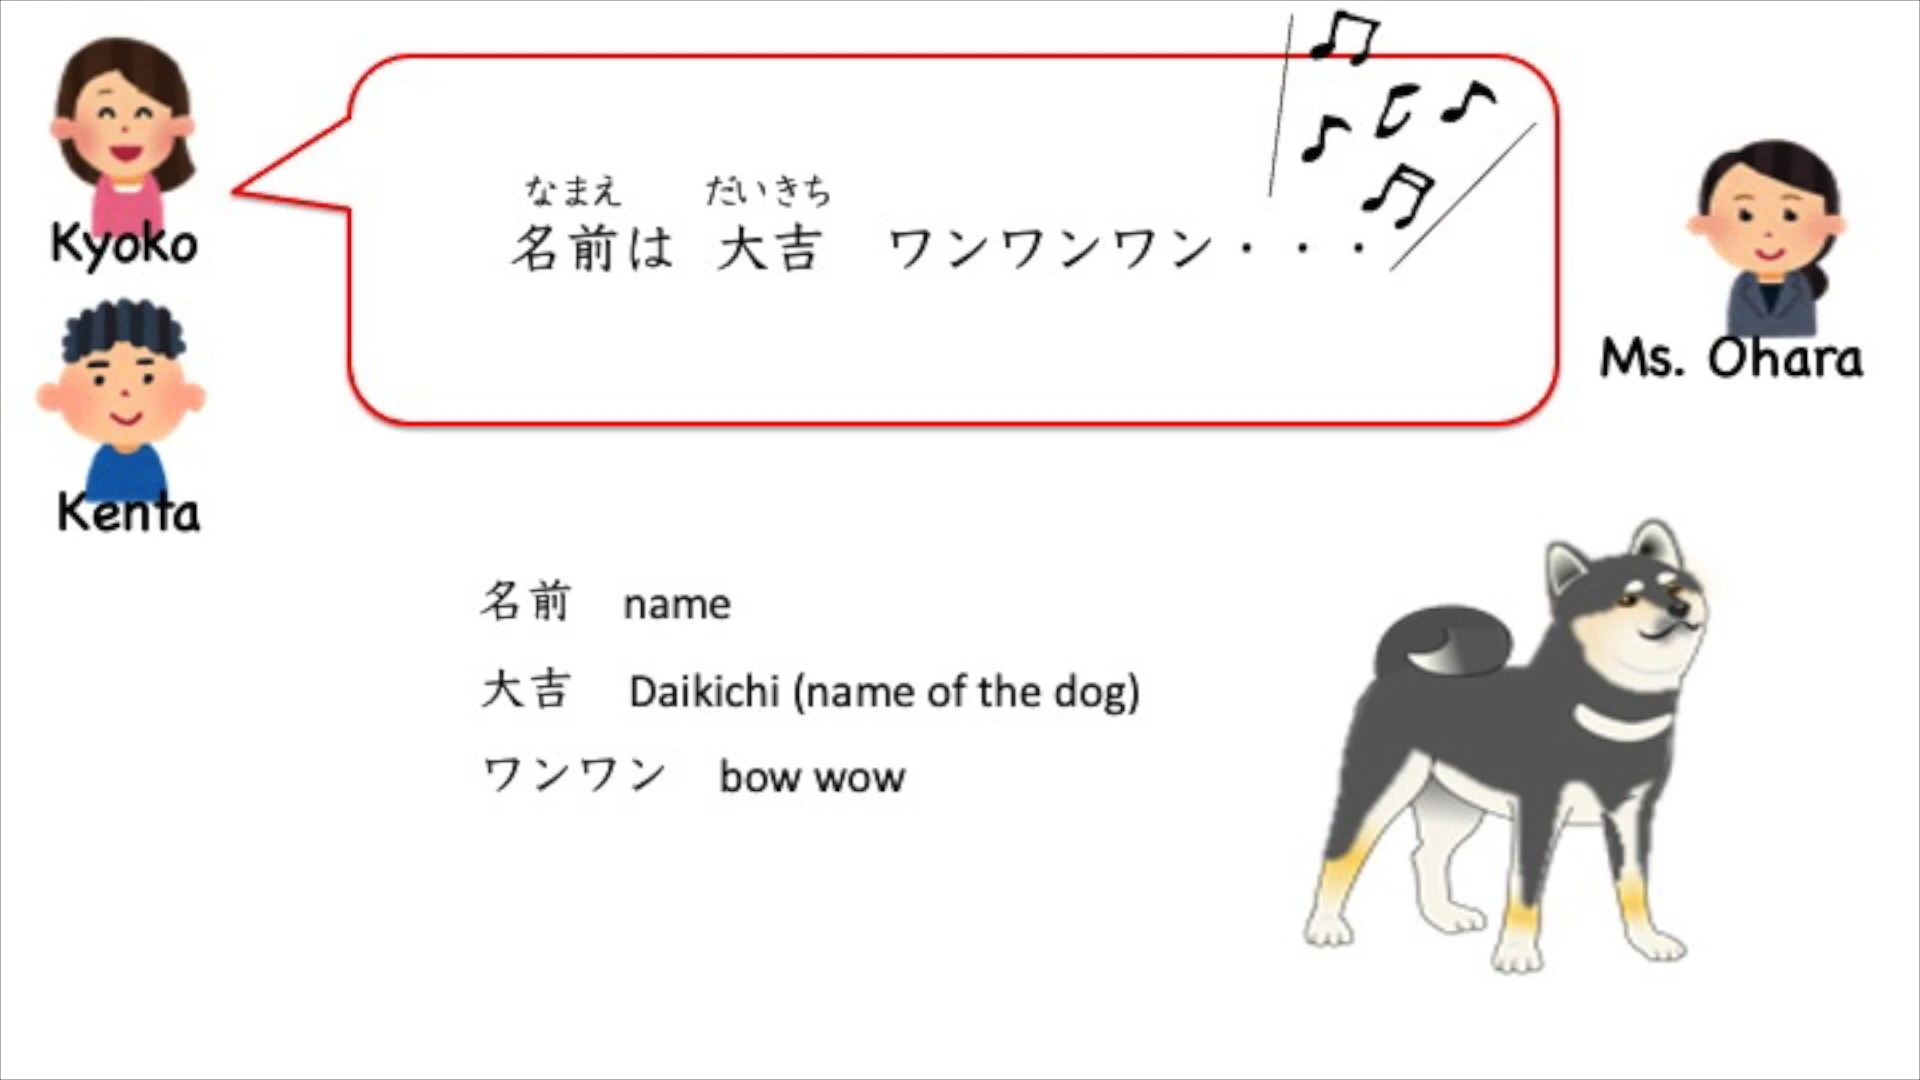 なまえ だいきち
名前は 大吉 ワンワンワン・・・
Kyoko
Ms. Ohara
Kenta
名前 name
大吉 Daikichi (name of the dog)
ワンワン bow wow